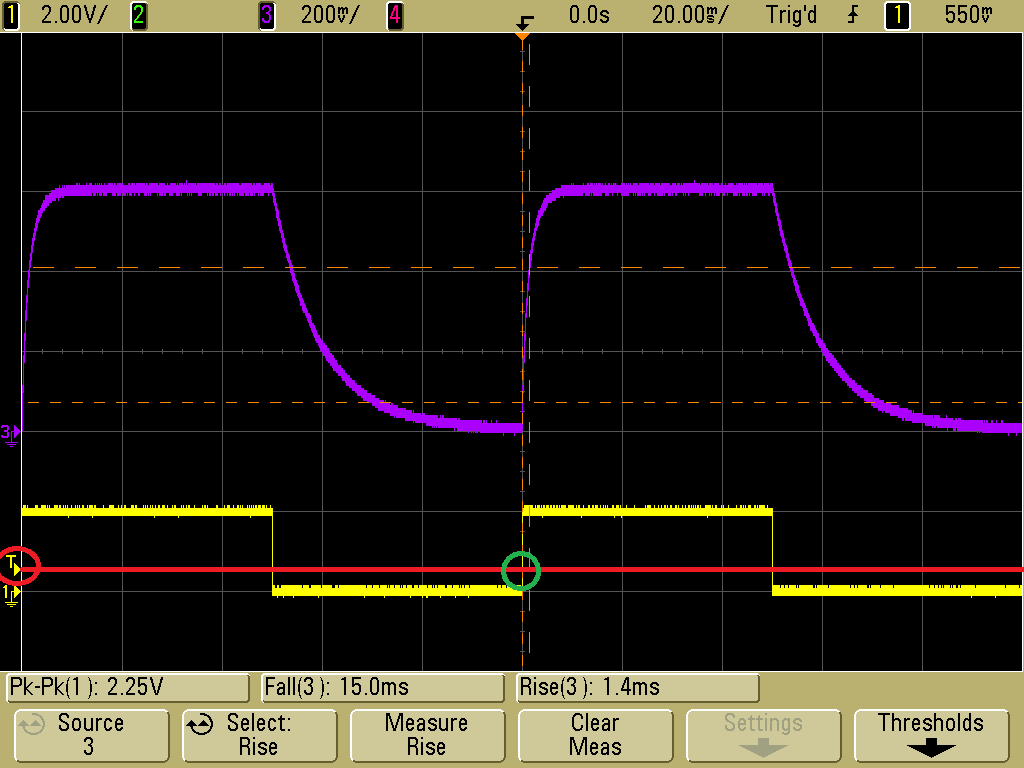 1 2.00V/ 2 3 200mV/ 4 0.0s 20.00ms/ Trig'd 1 550mV
3
T
1
Pk-Pk(1): 2.25V Fall(3): 15.0ms Rise(3): 1.4ms
Source Select: Measure Clear Settings Thresholds
3 Rise Rise Meas